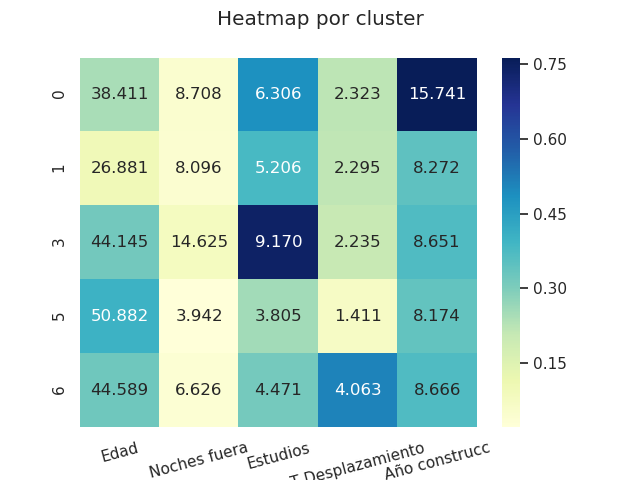 Heatmap por cluster
0 38.411 8.708 6.306 2.323 15.741
1 26.881 8.096 5.206 2.295 8.272
3 44.145 14.625 9.170 2.235 8.651
5 50.882 3.942 3.805 1.411 8.174
6 44.589 6.626 4.471 4.063 8.666
Edad Noches fuera Estudios T Desplazamiento Año construcc
0.75
0.60
0.45
0.30
0.15